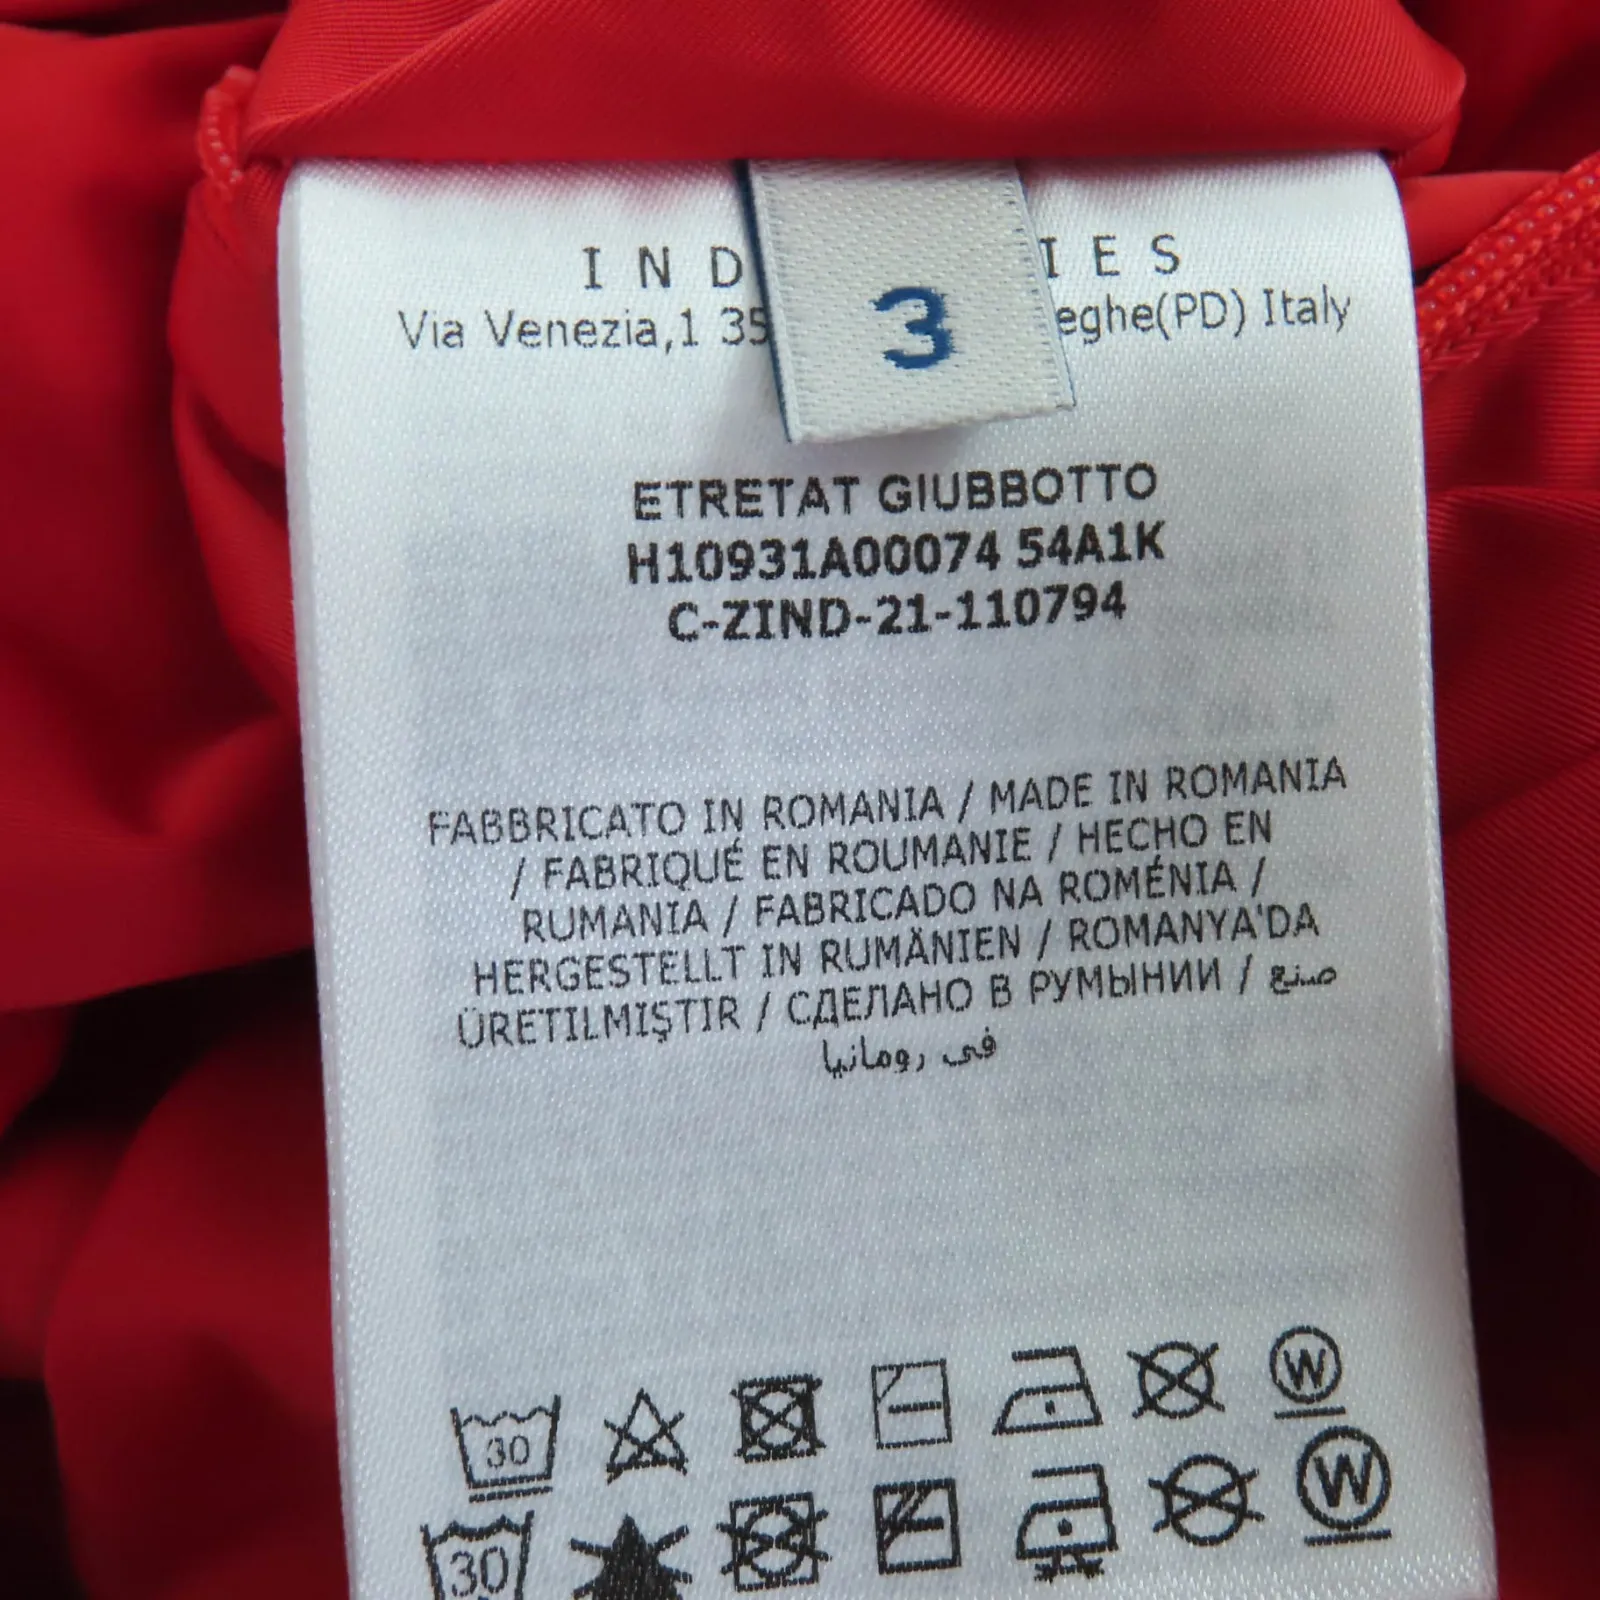 IND IES
Via Venezia,1 35 eghe(PD) Italy
3
ETRETAT GIUBBOTTO
H10931A00074 54A1K
C-ZIND-21-110794
FABBRICATO IN ROMANIA / MADE IN ROMANIA
/ FABRIQUÉ EN ROUMANIE / HECHO EN
RUMANIA / FABRICADO NA ROMÉNIA /
HERGESTELLT IN RUMÄNIEN / ROMANYA'DA
ÜRETILMIŞTIR / СДЕЛАНО В РУМЫНИИ / صنع
في رومانيا
30 W
30 W